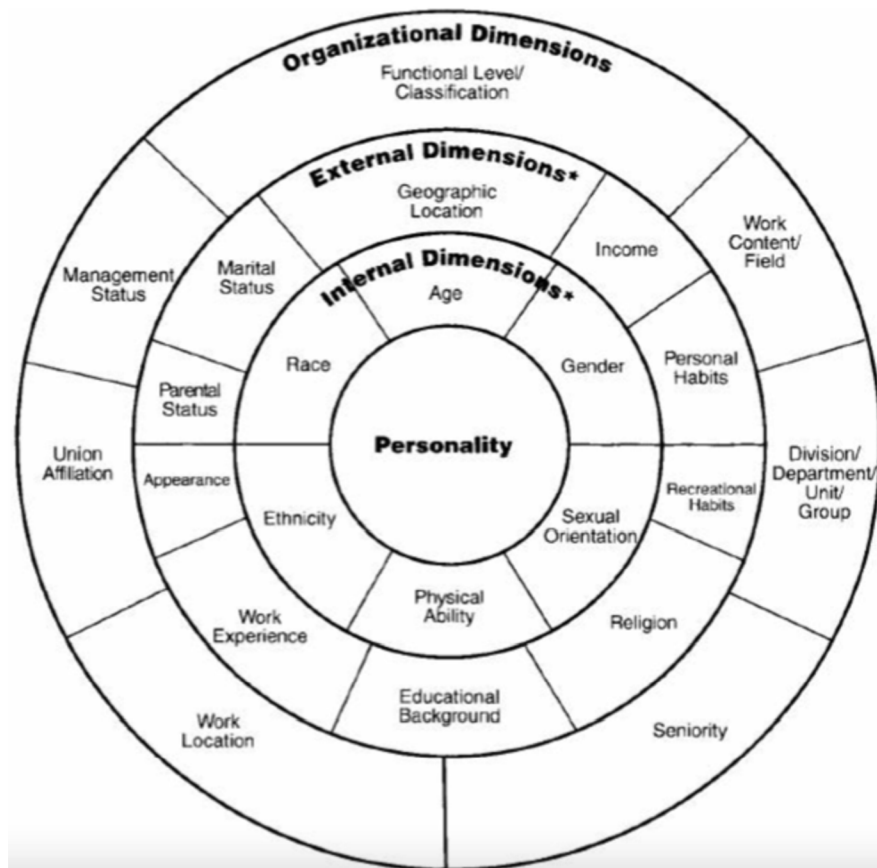 Organizational Dimensions
Functional Level/
Classification
External Dimensions*
Geographic
Location
Income
Work
Content/
Field
Management
Status
Marital
Status
Internal Dimensions*
Age
Race
Gender
Personal
Habits
Parental
Status
Personality
Union
Affiliation
Division/
Department/
Unit/
Group
Appearance
Recreational
Habits
Ethnicity
Sexual
Orientation
Physical
Ability
Work
Experience
Religion
Educational
Background
Work
Location
Seniority